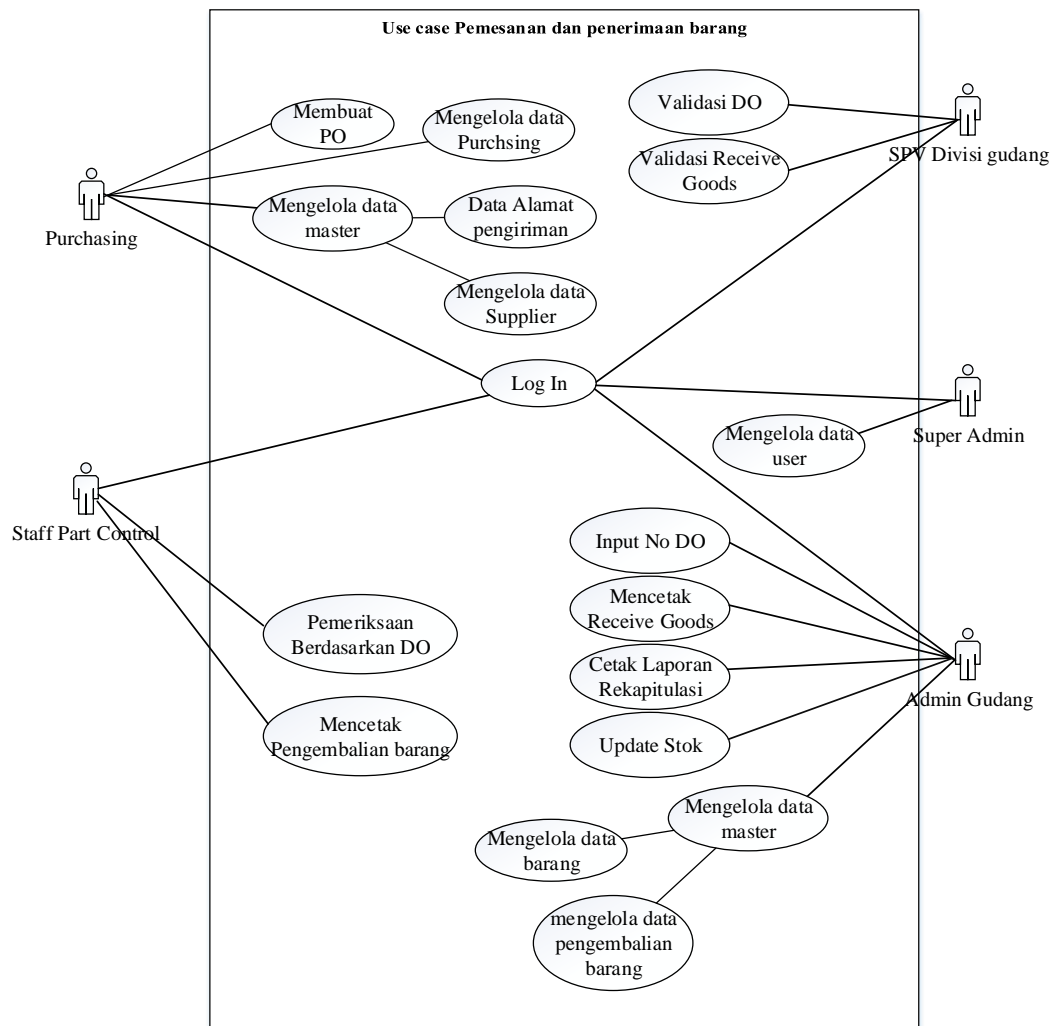 Use case Pemesanan dan penerimaan barang
Membuat
PO
Mengelola data
Purchsing
Validasi DO
SPV Divisi gudang
Validasi Receive
Goods
Purchasing
Mengelola data
master
Data Alamat
pengiriman
Mengelola data
Supplier
Log In
Super Admin
Mengelola data
user
Staff Part Control
Input No DO
Mencetak
Receive Goods
Pemeriksaan
Berdasarkan DO
Cetak Laporan
Rekapitulasi
Admin Gudang
Mencetak
Pengembalian barang
Update Stok
Mengelola data
master
Mengelola data
barang
mengelola data
pengembalian
barang